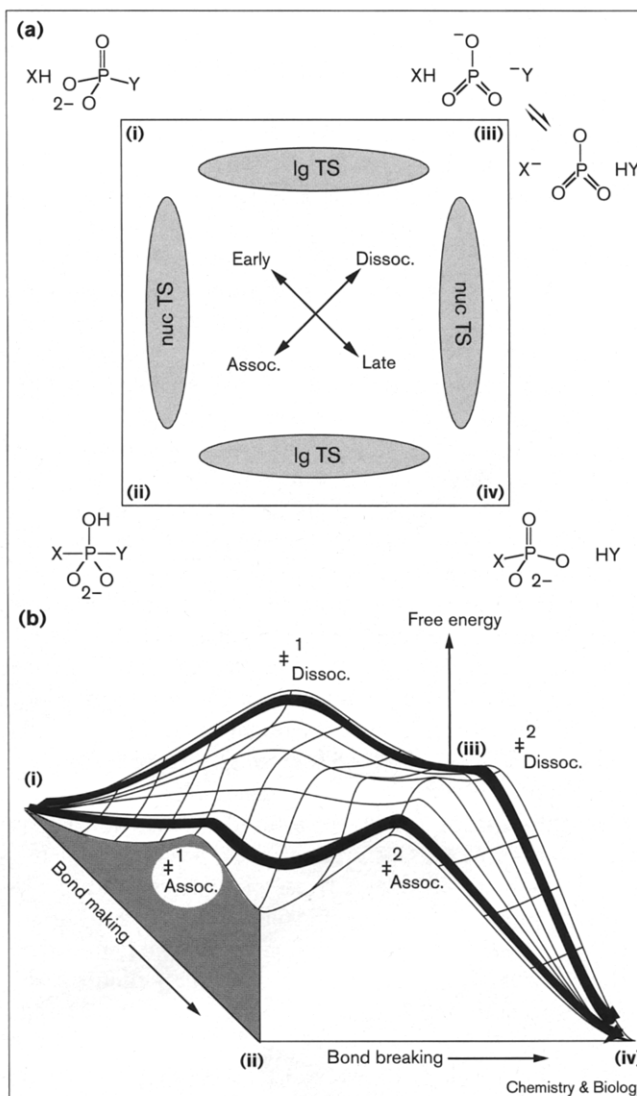 (a)
O
XH O P Y
O
2–
–O
XH P –Y
O O
(i)
(iii)
O
X– P HY
O O
lg TS
nuc TS
Early
Dissoc.
nuc TS
Assoc.
Late
lg TS
(ii)
(iv)
OH
X–P–Y
O O
2–
O
X P O HY
O 2–
(b)
Free energy
‡1 Dissoc.
(iii)
‡2 Dissoc.
(i)
‡1 Assoc.
‡2 Assoc.
Bond making
(ii)
Bond breaking
(iv)
Chemistry & Biolog